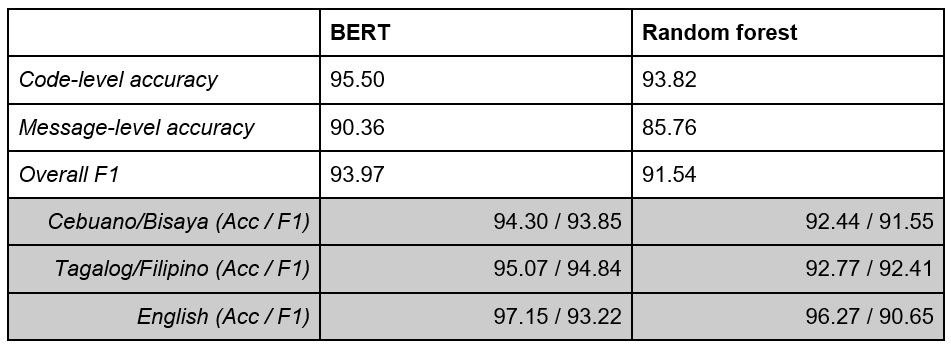 BERT Random forest
Code-level accuracy 95.50 93.82
Message-level accuracy 90.36 85.76
Overall F1 93.97 91.54
Cebuano/Bisaya (Acc / F1) 94.30 / 93.85 92.44 / 91.55
Tagalog/Filipino (Acc / F1) 95.07 / 94.84 92.77 / 92.41
English (Acc / F1) 97.15 / 93.22 96.27 / 90.65